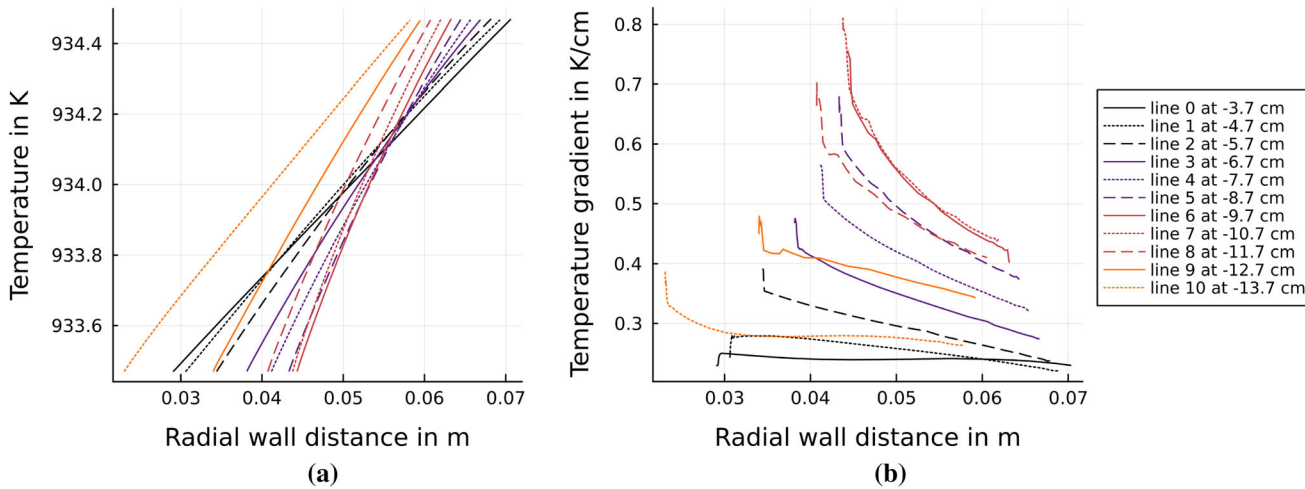 Temperature in K
934.4
934.2
934.0
933.8
933.6
0.03 0.04 0.05 0.06 0.07
Radial wall distance in m
(a)
Temperature gradient in K/cm
0.8
0.7
0.6
0.5
0.4
0.3
0.03 0.04 0.05 0.06 0.07
Radial wall distance in m
(b)
line 0 at -3.7 cm
line 1 at -4.7 cm
line 2 at -5.7 cm
line 3 at -6.7 cm
line 4 at -7.7 cm
line 5 at -8.7 cm
line 6 at -9.7 cm
line 7 at -10.7 cm
line 8 at -11.7 cm
line 9 at -12.7 cm
line 10 at -13.7 cm